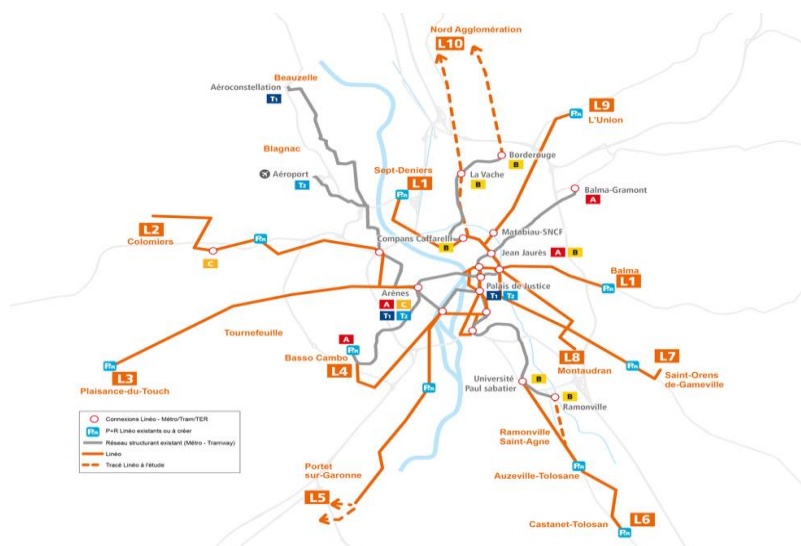 Nord Agglomération
L10
Beauzelle
Aéroconstellation
T1
L9
L'Union
P+R
Blagnac
Borderouge
B
Aéroport
T2
Sept-Deniers
L1
P+R
La Vache
B
Balma-Gramont
A
L2
Colomiers
C
P+R
Compans Caffarelli
B
Matabiau-SNCF
Jean Jaurès
A
B
Balma
L1
P+R
Arènes
A
C
T1
T2
Palais de Justice
T1
T2
Tournefeuille
A
P+R
Basso Cambo
L4
L3
Plaisance-du-Touch
P+R
L8
Montaudran
P+R
L7
Saint-Orens
de-Gameville
Université
Paul sabatier
B
B
Ramonville
P+R
Ramonville
Saint-Agne
Connexions Linéo - Métro/Tram/TER
P+R
P+R Linéo existants ou à créer
Réseau structurant existant (Métro - Tramway)
Linéo
Tracé Linéo à l'étude
Portet
sur-Garonne
L5
P+R
Auzeville-Tolosane
Castanet-Tolosan
L6
P+R